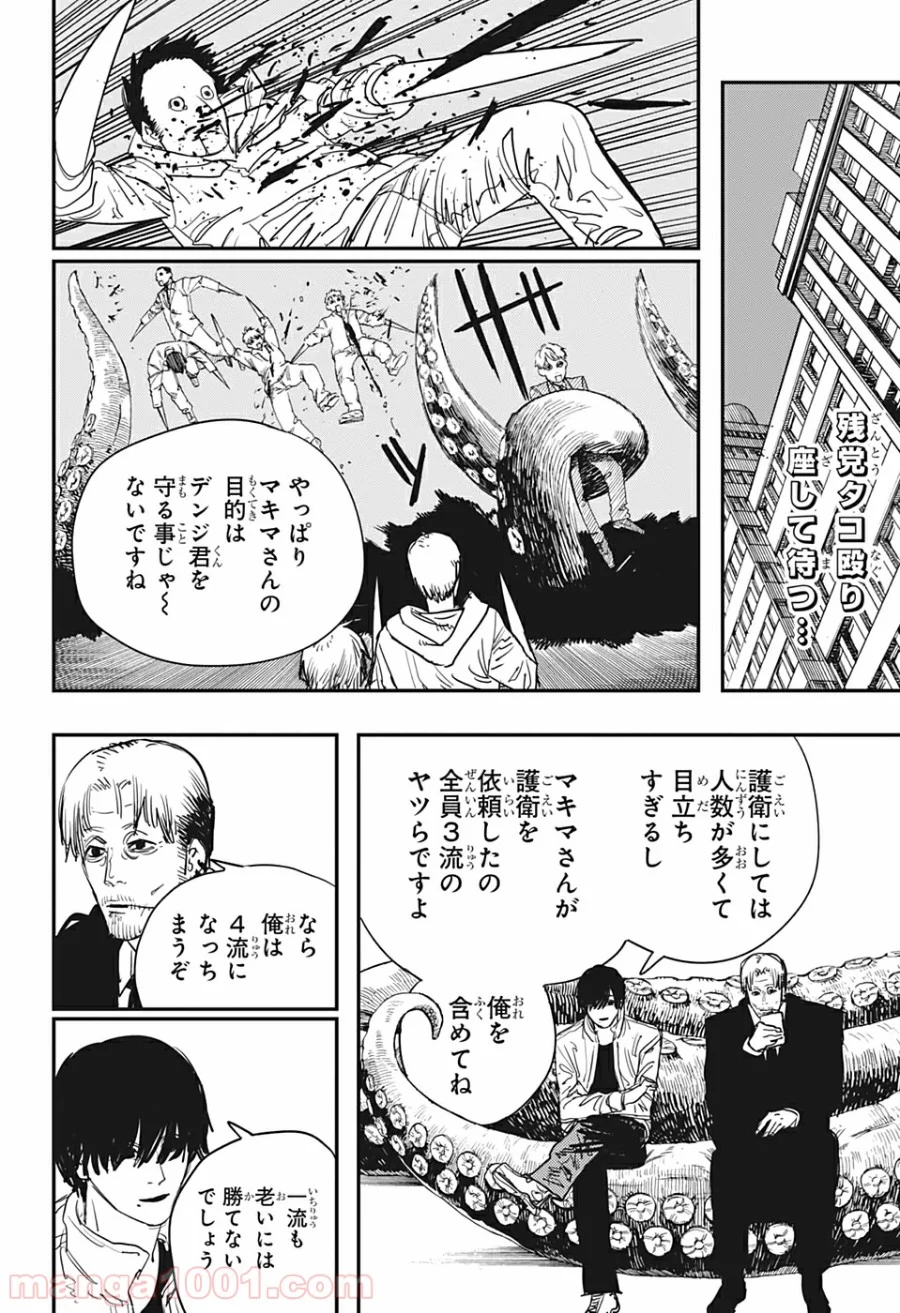 残党タコ殴り
座して待つ…
やっぱり
マキマさんの
目的は
デンジ君を
守る事じゃ～
ないですね
護衛にしては
人数が多くて
目立ち
すぎるし
マキマさんが
護衛を
依頼したの
全員３流の
ヤツらですよ
俺を
含めてね
なら
俺は
４流に
なっち
まうぞ
一流も
老いには
勝てない
でしょう
manga1001.com